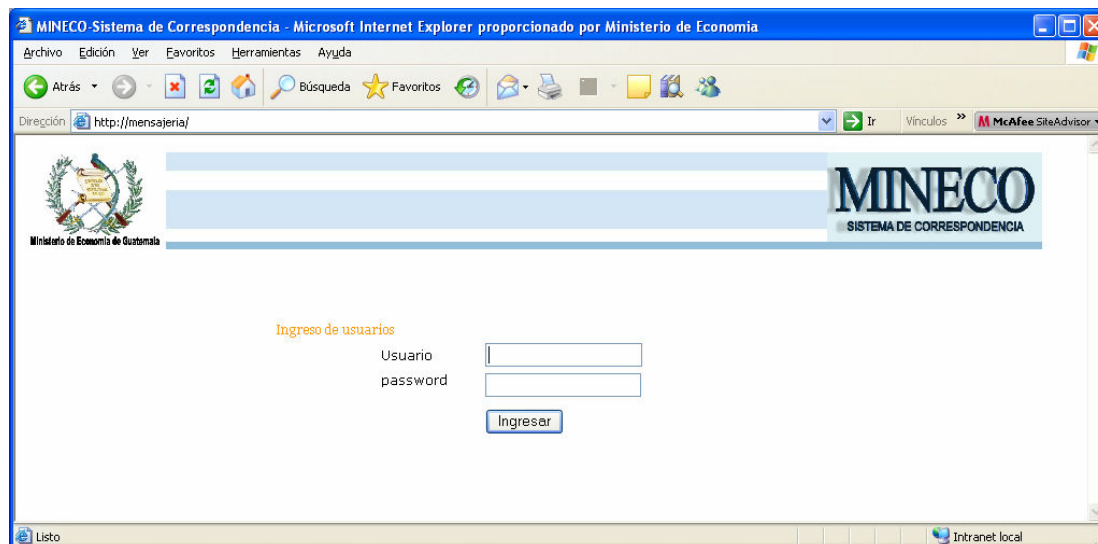 MINECO-Sistema de Correspondencia - Microsoft Internet Explorer proporcionado por Ministerio de Economia
Archivo Edición Ver Favoritos Herramientas Ayuda
Atrás Búsqueda Favoritos
Dirección http://mensajeria/ Ir Vínculos » McAfee SiteAdvisor
MINECO
SISTEMA DE CORRESPONDENCIA
Ministerio de Economia de Guatemala
Ingreso de usuarios
Usuario
password
Ingresar
Listo Intranet local